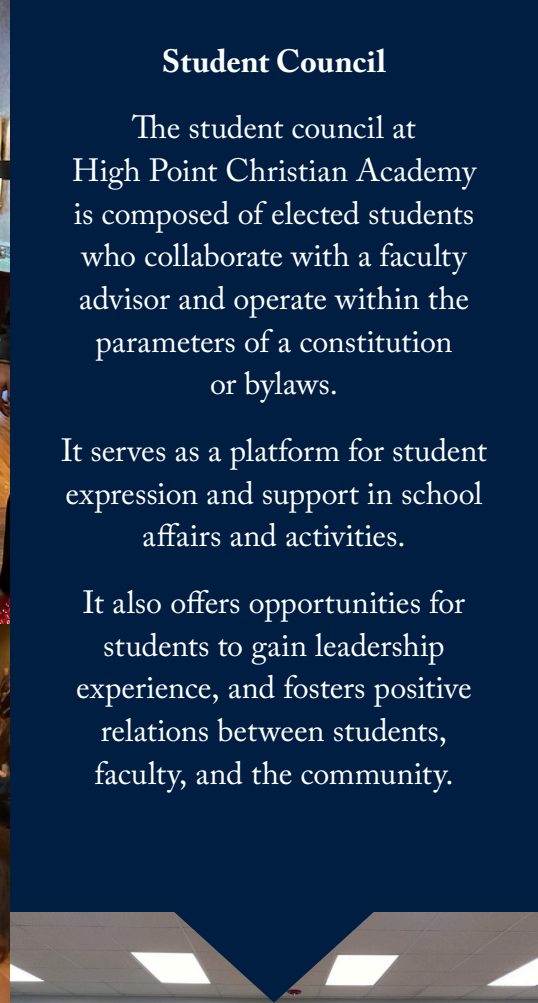 Student Council
The student council at
High Point Christian Academy
is composed of elected students
who collaborate with a faculty
advisor and operate within the
parameters of a constitution
or bylaws.
It serves as a platform for student
expression and support in school
affairs and activities.
It also offers opportunities for
students to gain leadership
experience, and fosters positive
relations between students,
faculty, and the community.